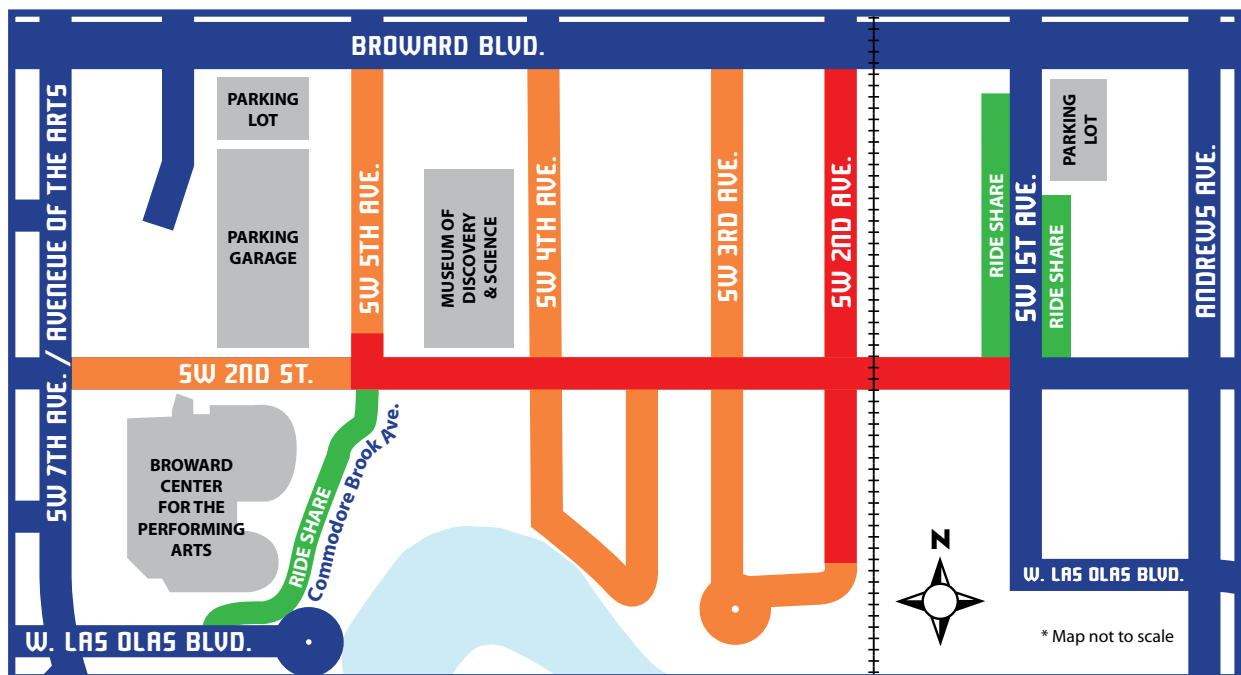 BROWARD BLVD.
SW 7TH AVE. / AVENEUE OF THE ARTS
PARKING
LOT
PARKING
GARAGE
SW 5TH AVE.
MUSEUM OF
DISCOVERY
& SCIENCE
SW 4TH AVE.
SW 3RD AVE.
SW 2ND AVE.
RIDE SHARE
SW 1ST AVE.
RIDE SHARE
PARKING
LOT
ANDREWS AVE.
SW 2ND ST.
BROWARD
CENTER
FOR THE
PERFORMING
ARTS
RIDE SHARE
Commodore Brook Ave.
N
W. LAS OLAS BLVD.
W. LAS OLAS BLVD.
* Map not to scale